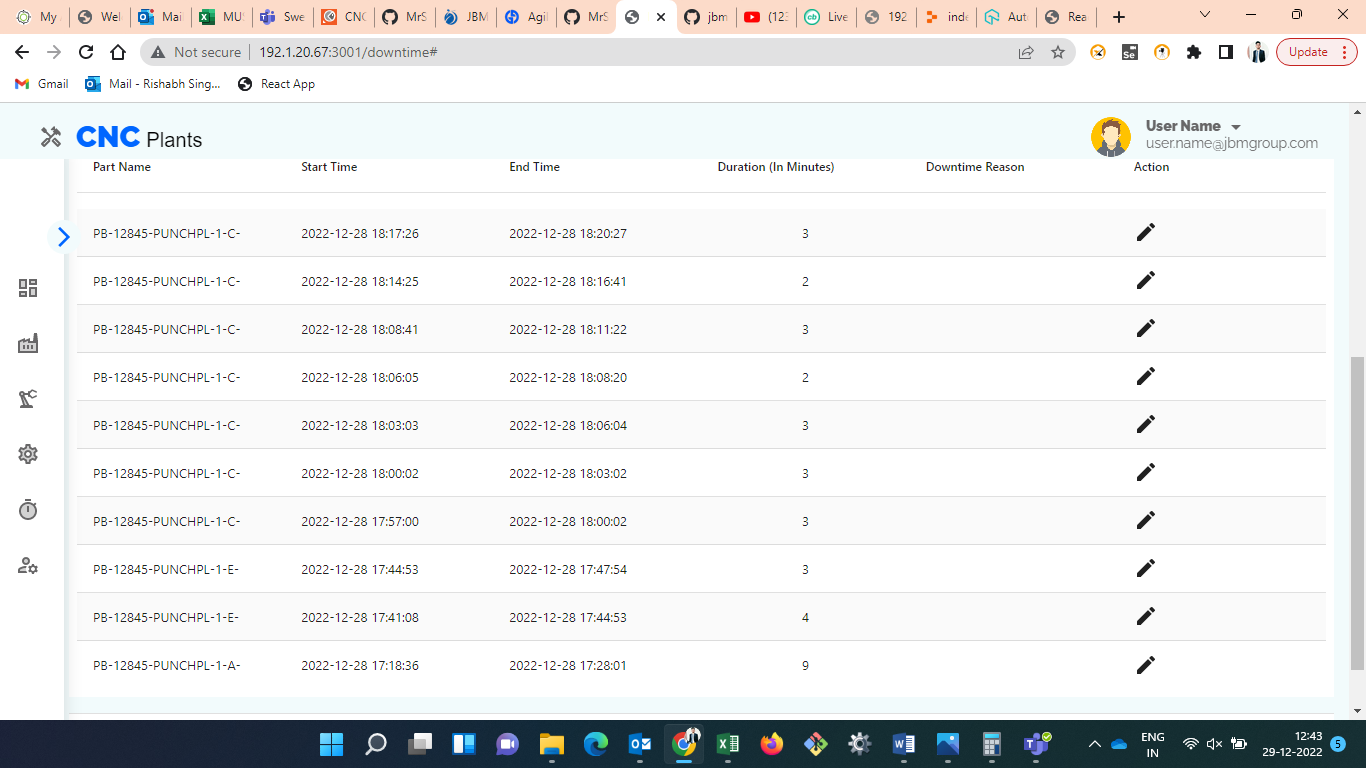 My
Wel
Mai
MU
Swe
CNC
MrS
JBM
Agil
MrS
jbm
(123
Live
192
inde
Aut
Rea
Not secure 192.1.20.67:3001/downtime#
Update
Gmail Mail - Rishabh Sing... React App
CNC Plants
User Name
user.name@jbmgroup.com
Part Name Start Time End Time Duration (In Minutes) Downtime Reason Action
PB-12845-PUNCHPL-1-C- 2022-12-28 18:17:26 2022-12-28 18:20:27 3
PB-12845-PUNCHPL-1-C- 2022-12-28 18:14:25 2022-12-28 18:16:41 2
PB-12845-PUNCHPL-1-C- 2022-12-28 18:08:41 2022-12-28 18:11:22 3
PB-12845-PUNCHPL-1-C- 2022-12-28 18:06:05 2022-12-28 18:08:20 2
PB-12845-PUNCHPL-1-C- 2022-12-28 18:03:03 2022-12-28 18:06:04 3
PB-12845-PUNCHPL-1-C- 2022-12-28 18:00:02 2022-12-28 18:03:02 3
PB-12845-PUNCHPL-1-C- 2022-12-28 17:57:00 2022-12-28 18:00:02 3
PB-12845-PUNCHPL-1-E- 2022-12-28 17:44:53 2022-12-28 17:47:54 3
PB-12845-PUNCHPL-1-E- 2022-12-28 17:41:08 2022-12-28 17:44:53 4
PB-12845-PUNCHPL-1-A- 2022-12-28 17:18:36 2022-12-28 17:28:01 9
ENG
IN
12:43
29-12-2022
5